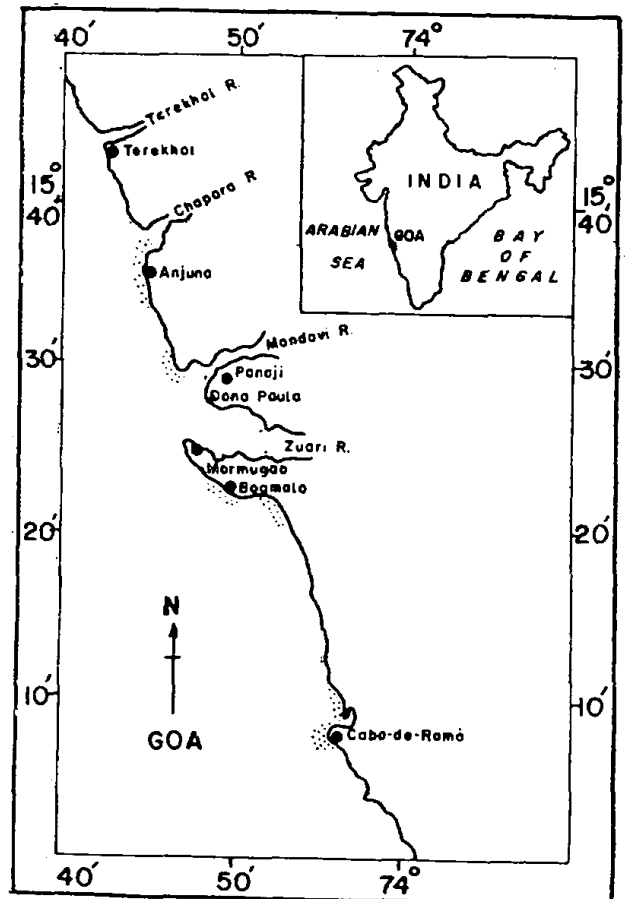 40′ 50′ 74°
Terekhol R.
Terekhol
15°
40′
Chapora R
Anjuna
INDIA
15°
40′
ARABIAN
SEA
GOA
BAY
OF
BENGAL
30′
Mandavi R.
30′
Panaji
Dona Paula
Zuari R.
Mormugao
Bogmalo
20′
20′
N
GOA
10′
10′
Cabo-de-Rama
40′ 50′ 74°